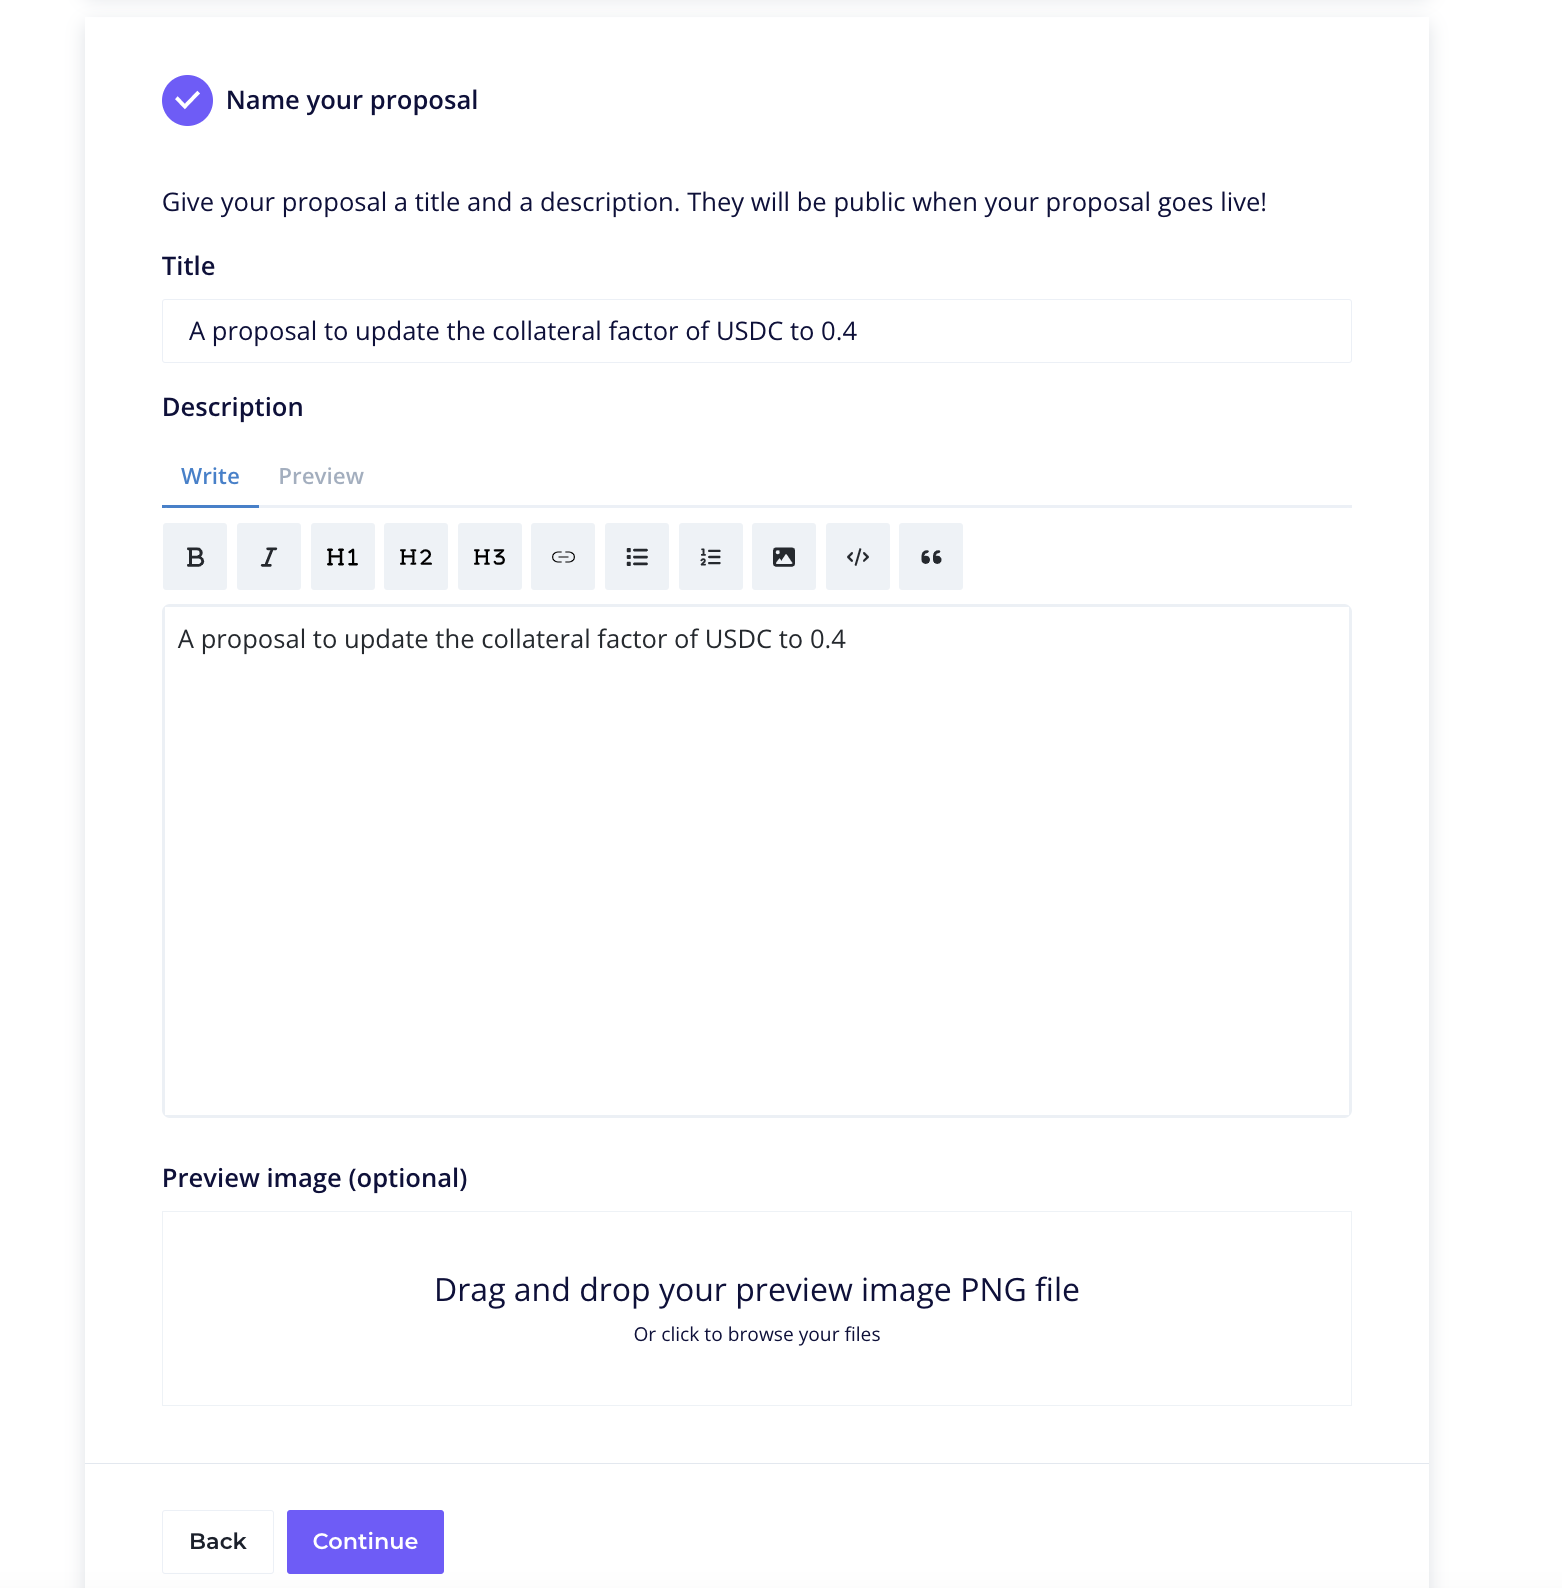 Name your proposal
Give your proposal a title and a description. They will be public when your proposal goes live!
Title
A proposal to update the collateral factor of USDC to 0.4
Description
Write Preview
B I H1 H2 H3
A proposal to update the collateral factor of USDC to 0.4
Preview image (optional)
Drag and drop your preview image PNG file
Or click to browse your files
Back Continue